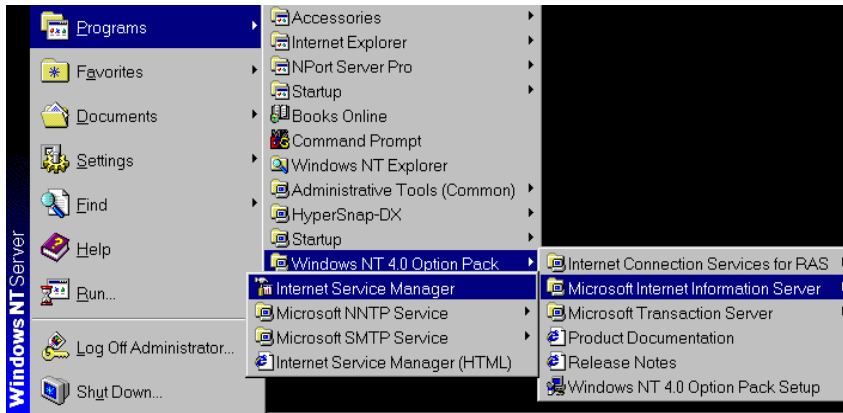 Programs
Favorites
Documents
Settings
Find
Help
Run...
Log Off Administrator...
Shut Down...
Windows NT Server
Accessories
Internet Explorer
NPort Server Pro
Startup
Books Online
Command Prompt
Windows NT Explorer
Administrative Tools (Common)
HyperSnap-DX
Startup
Windows NT 4.0 Option Pack
Internet Service Manager
Microsoft NNTP Service
Microsoft SMTP Service
Internet Service Manager (HTML)
Internet Connection Services for RAS
Microsoft Internet Information Server
Microsoft Transaction Server
Product Documentation
Release Notes
Windows NT 4.0 Option Pack Setup